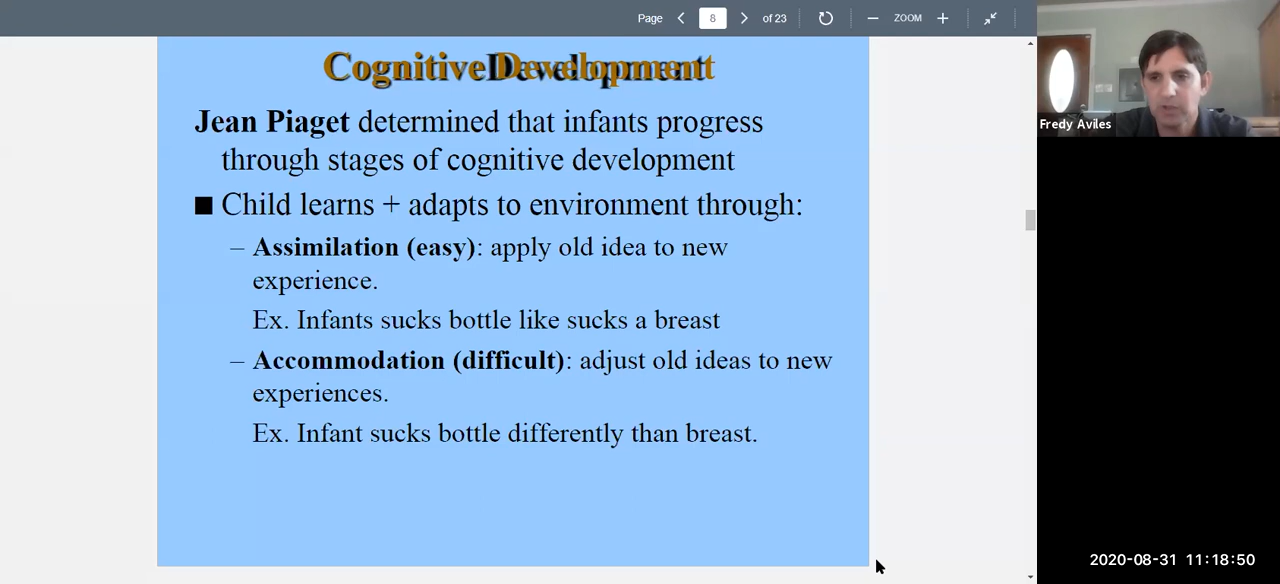 Page 8 of 23 ZOOM
Cognitive Development
Jean Piaget determined that infants progress
through stages of cognitive development
Child learns + adapts to environment through:
– Assimilation (easy): apply old idea to new
experience.
Ex. Infants sucks bottle like sucks a breast
– Accommodation (difficult): adjust old ideas to new
experiences.
Ex. Infant sucks bottle differently than breast.
Fredy Aviles
2020-08-31 11:18:50